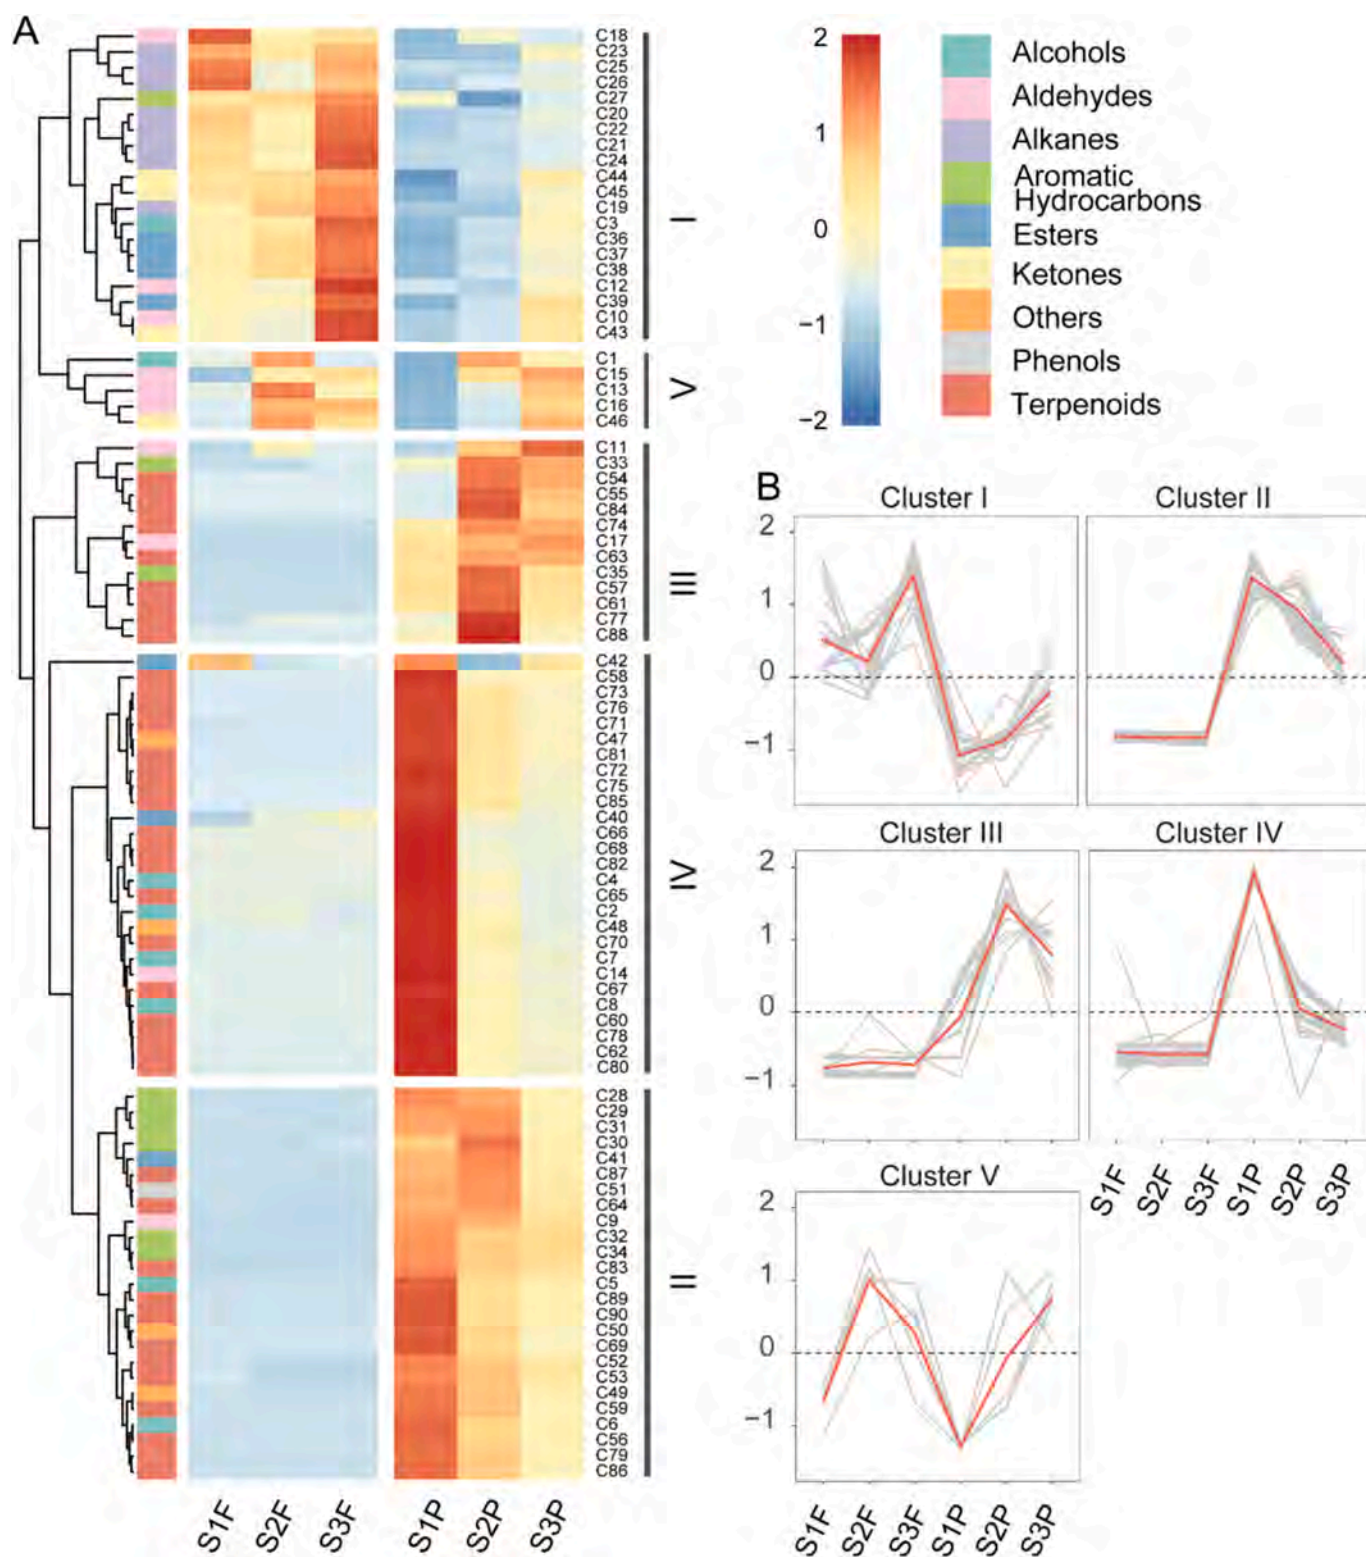 A
C18
C23
C25
C26
C27
C20
C22
C21
C24
C44
C45
C19
C3
C36
C37
C38
C12
C39
C10
C43
I
C1
C15
C13
C16
C46
V
C11
C33
C54
C55
C84
C74
C17
C63
C35
C57
C61
C77
C88
III
C42
C58
C73
C76
C71
C47
C81
C72
C75
C85
C40
C66
C68
C82
C4
C65
C2
C48
C70
C7
C14
C67
C8
C60
C78
C62
C80
IV
C28
C29
C31
C30
C41
C87
C51
C64
C9
C32
C34
C83
C5
C89
C90
C50
C69
C52
C53
C49
C59
C6
C56
C79
C86
II
S1F S2F S3F S1P S2P S3P
2
1
0
−1
−2
Alcohols
Aldehydes
Alkanes
Aromatic
Hydrocarbons
Esters
Ketones
Others
Phenols
Terpenoids
B
Cluster I Cluster II
2
1
0
−1
Cluster III Cluster IV
2
1
0
−1
S1F S2F S3F S1P S2P S3P
Cluster V
2
1
0
−1
S1F S2F S3F S1P S2P S3P